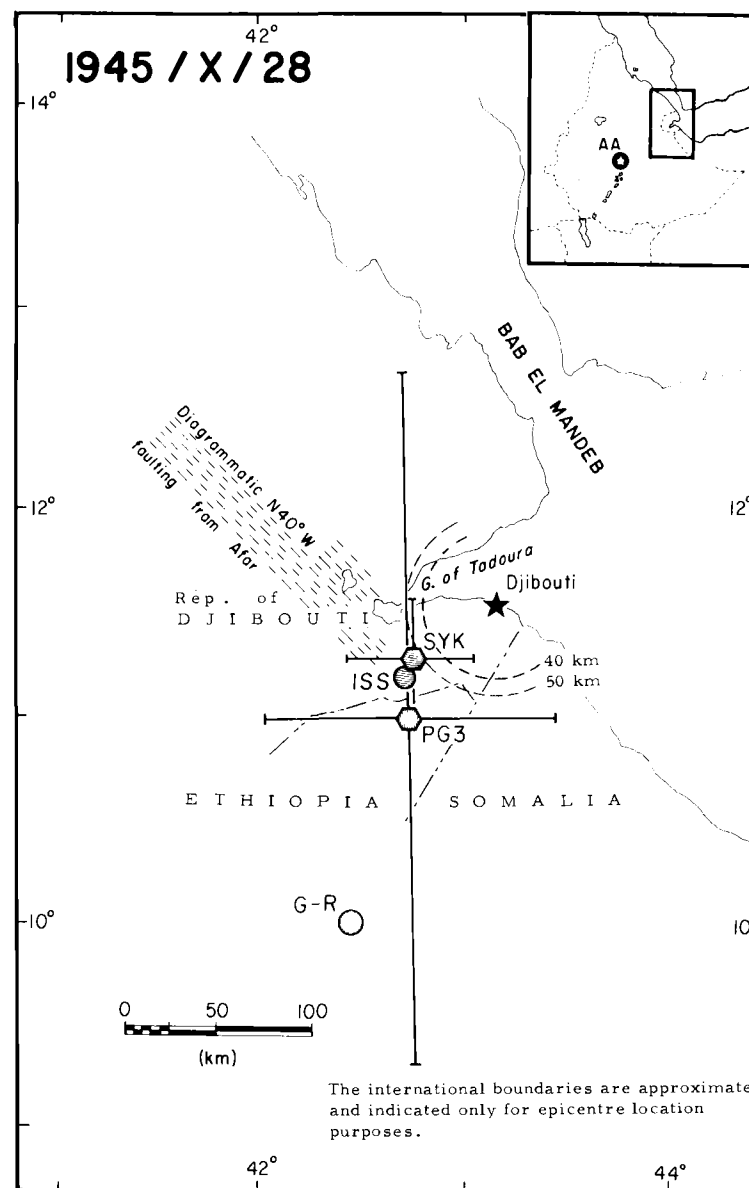 42°
1945 / X / 28
14°
AA
BAB EL MANDEB
Diagrammatic N40°W
faulting from Afar
12°
12°
G. of Tadoura
Djibouti
Rep. of
DJIBOUTI
SYK
40 km
ISS
50 km
PG3
ETHIOPIA
SOMALIA
G-R
10°
10
0 50 100
(km)
The international boundaries are approximate
and indicated only for epicentre location
purposes.
42°
44°